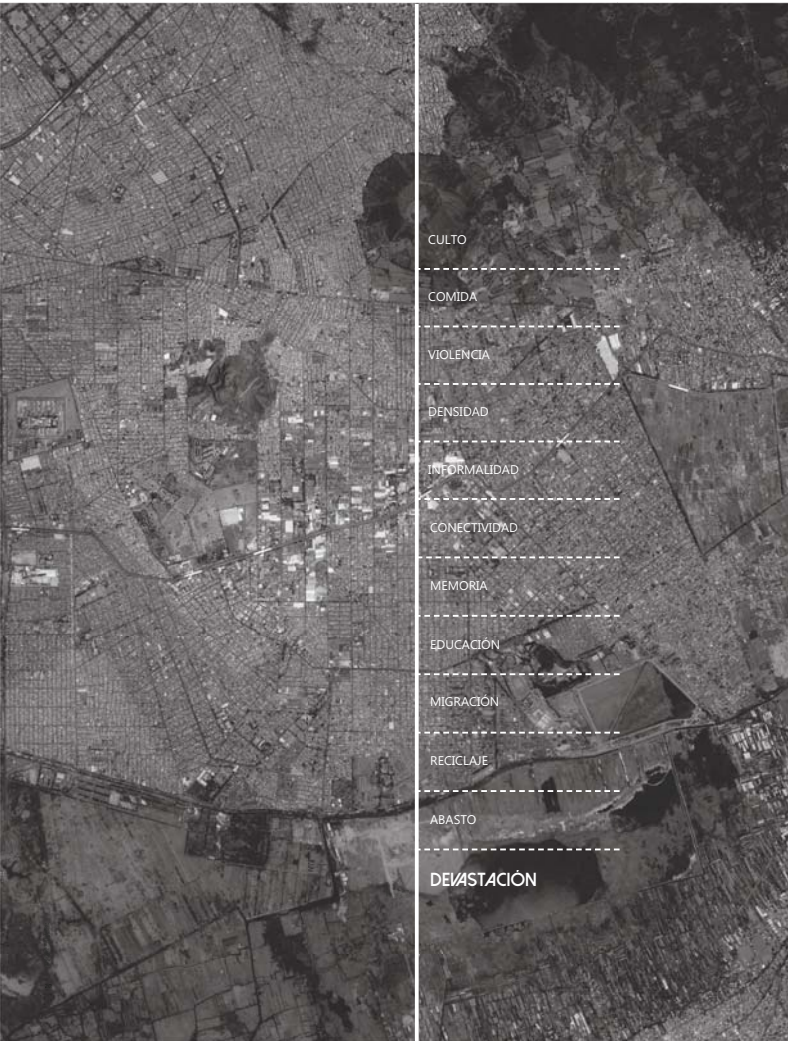 CULTO
COMIDA
VIOLENCIA
DENSIDAD
INFORMALIDAD
CONECTIVIDAD
MEMORIA
EDUCACIÓN
MIGRACIÓN
RECICLAJE
ABASTO
DEVASTACIÓN